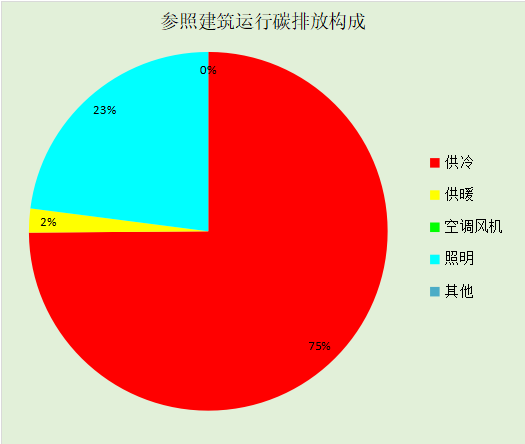 参照建筑运行碳排放构成
0%
23%
2%
75%
供冷
供暖
空调风机
照明
其他